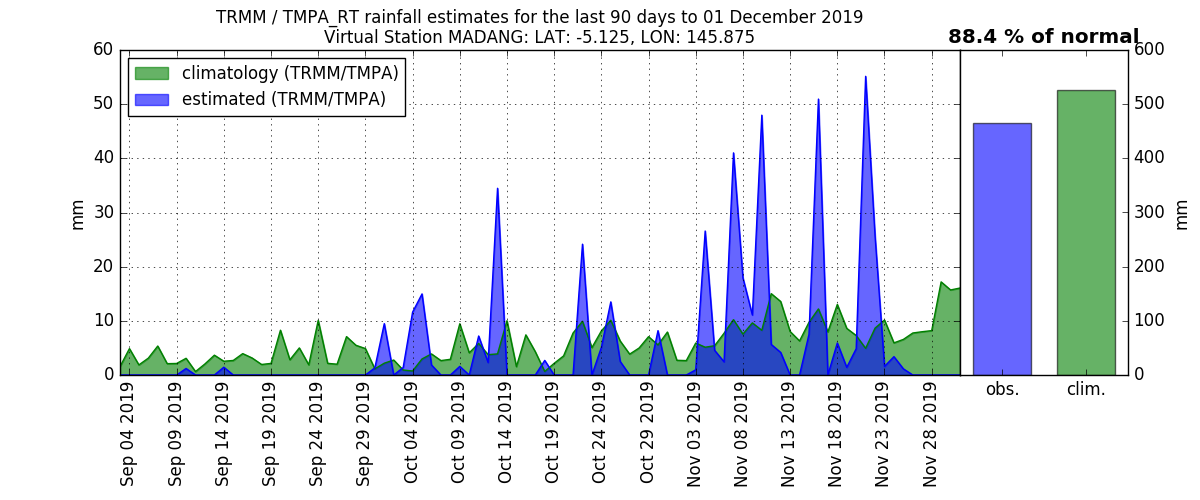 TRMM / TMPA_RT rainfall estimates for the last 90 days to 01 December 2019
Virtual Station MADANG: LAT: -5.125, LON: 145.875
88.4 % of normal
climatology (TRMM/TMPA)
estimated (TRMM/TMPA)
mm
60
50
40
30
20
10
0
Sep 04 2019
Sep 09 2019
Sep 14 2019
Sep 19 2019
Sep 24 2019
Sep 29 2019
Oct 04 2019
Oct 09 2019
Oct 14 2019
Oct 19 2019
Oct 24 2019
Oct 29 2019
Nov 03 2019
Nov 08 2019
Nov 13 2019
Nov 18 2019
Nov 23 2019
Nov 28 2019
obs.
clim.
600
500
400
300
200
100
0
mm